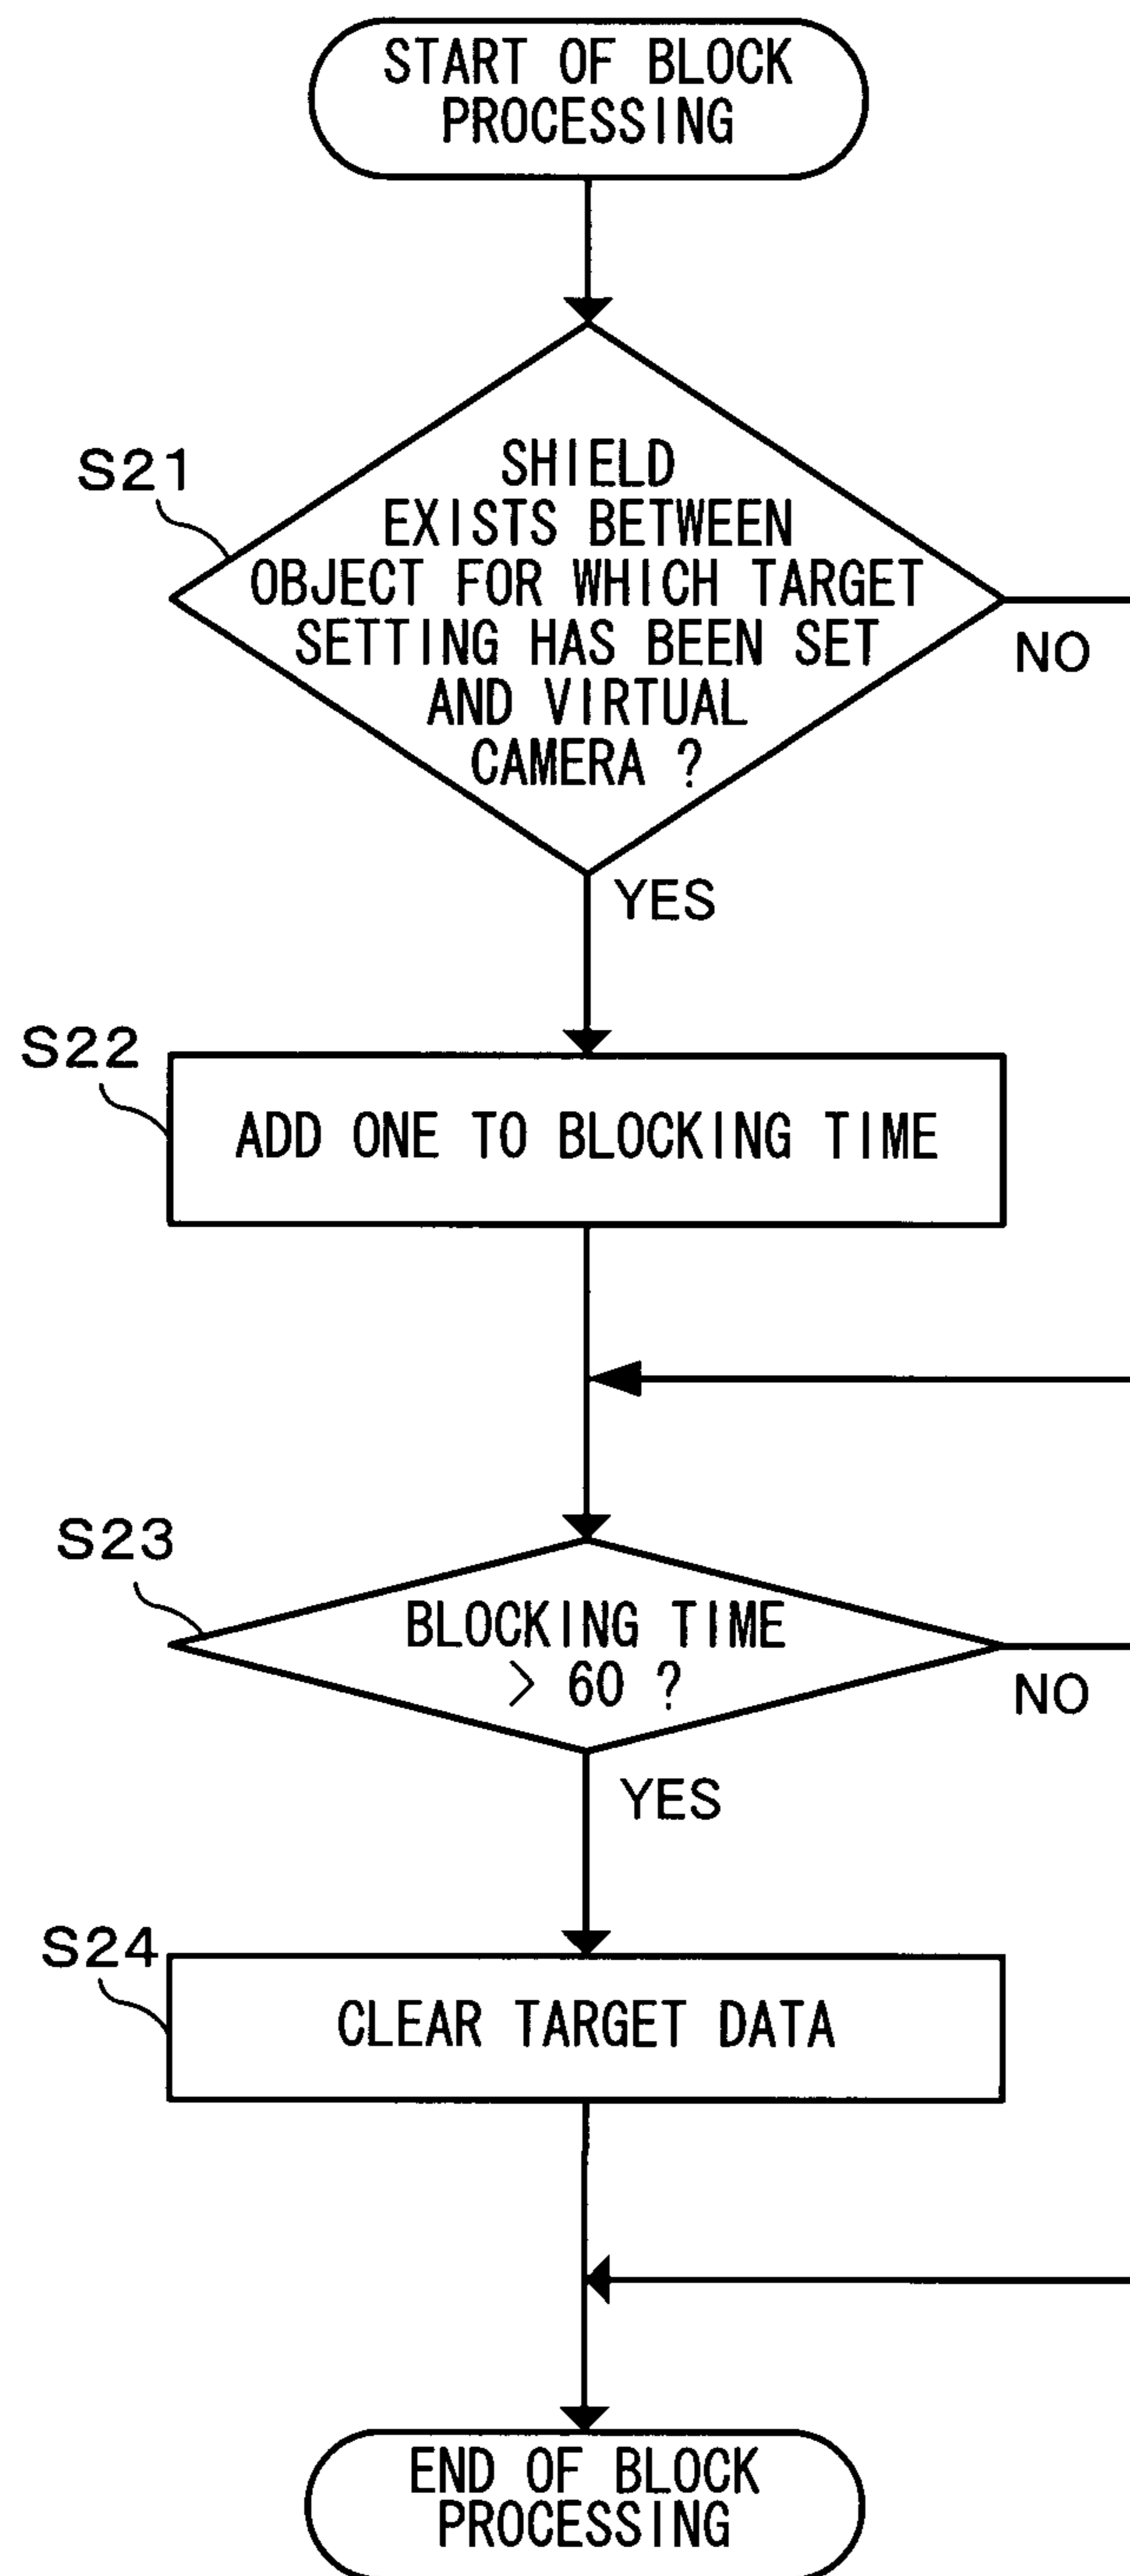 START OF BLOCK
PROCESSING
S21
SHIELD
EXISTS BETWEEN
OBJECT FOR WHICH TARGET
SETTING HAS BEEN SET
AND VIRTUAL
CAMERA ?
NO
YES
S22
ADD ONE TO BLOCKING TIME
S23
BLOCKING TIME
> 60 ?
NO
YES
S24
CLEAR TARGET DATA
END OF BLOCK
PROCESSING